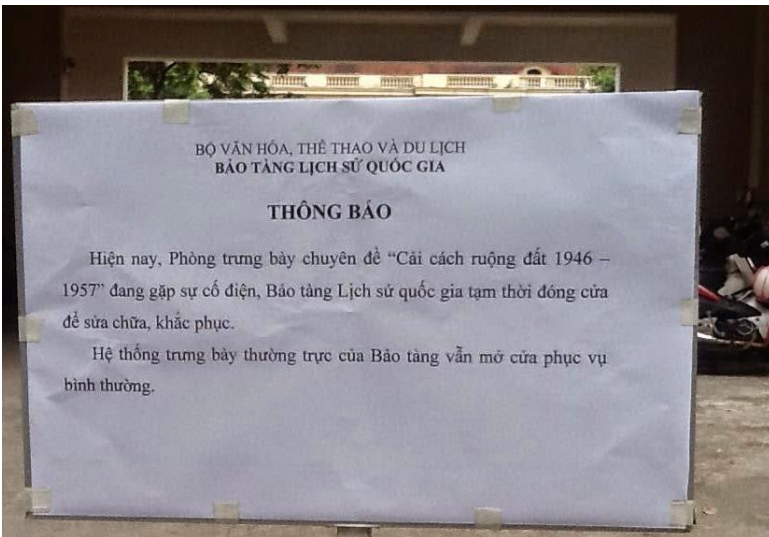 BỘ VĂN HÓA, THỂ THAO VÀ DU LỊCH
BẢO TÀNG LỊCH SỬ QUỐC GIA
THÔNG BÁO
Hiện nay, Phòng trưng bày chuyên đề “Cải cách ruộng đất 1946 –
1957” đang gặp sự cố điện, Bảo tàng Lịch sử quốc gia tạm thời đóng cửa
để sửa chữa, khắc phục.
Hệ thống trưng bày thường trực của Bảo tàng vẫn mở cửa phục vụ
bình thường.